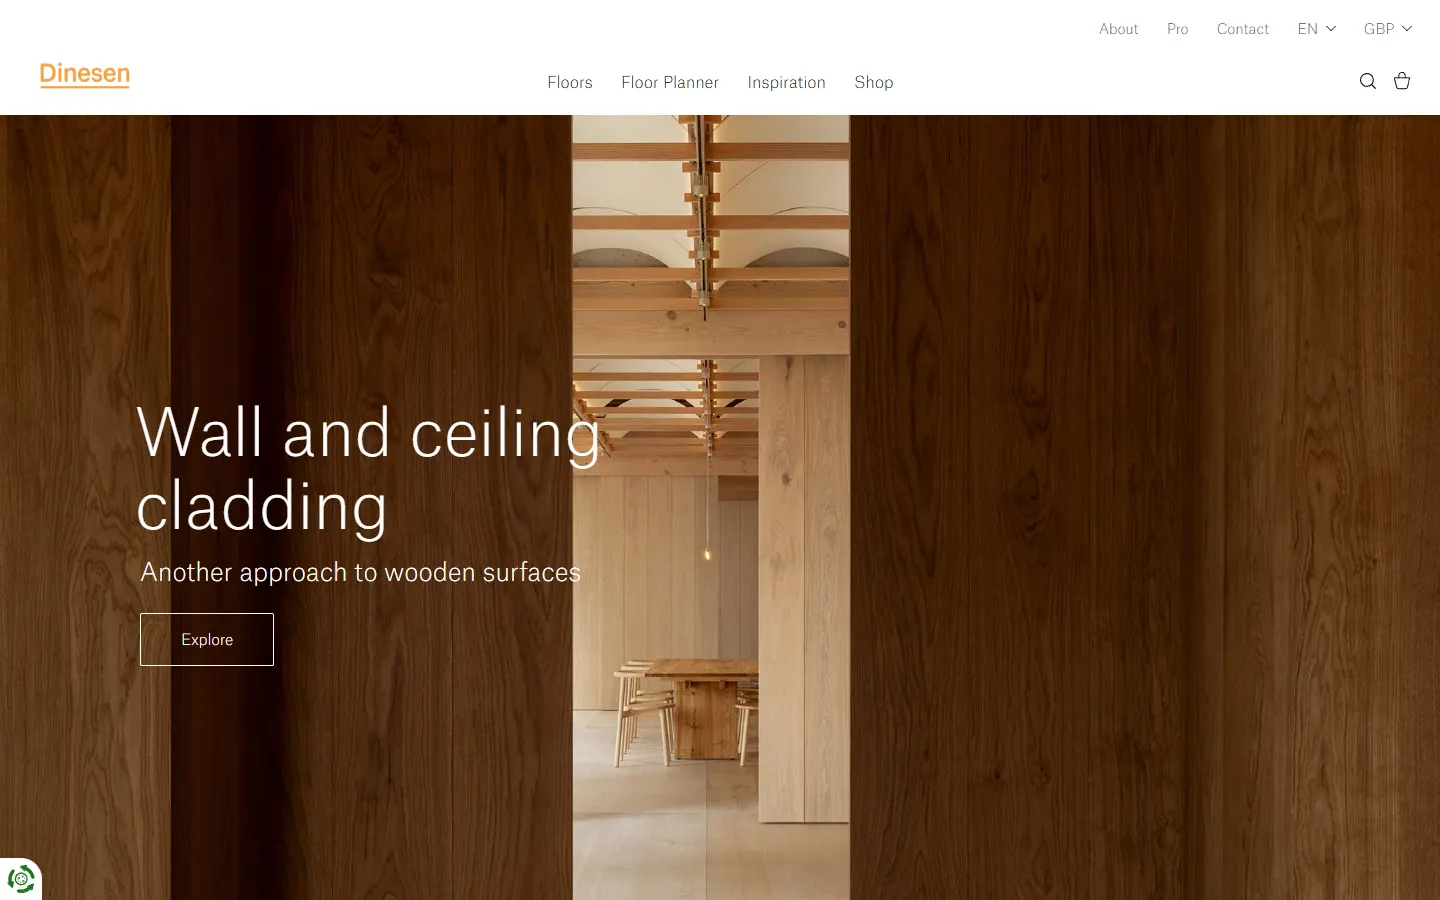 About Pro Contact EN GBP
Dinesen
Floors Floor Planner Inspiration Shop
Wall and ceiling
cladding
Another approach to wooden surfaces
Explore